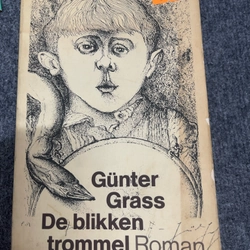 Günter
Grass
De blikken
trommel Roman